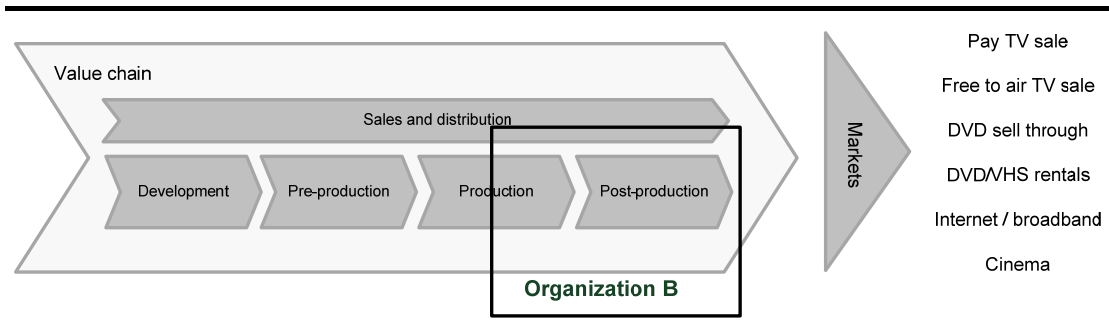 Value chain
Sales and distribution
Development
Pre-production
Production
Post-production
Organization B
Markets
Pay TV sale
Free to air TV sale
DVD sell through
DVD/VHS rentals
Internet / broadband
Cinema